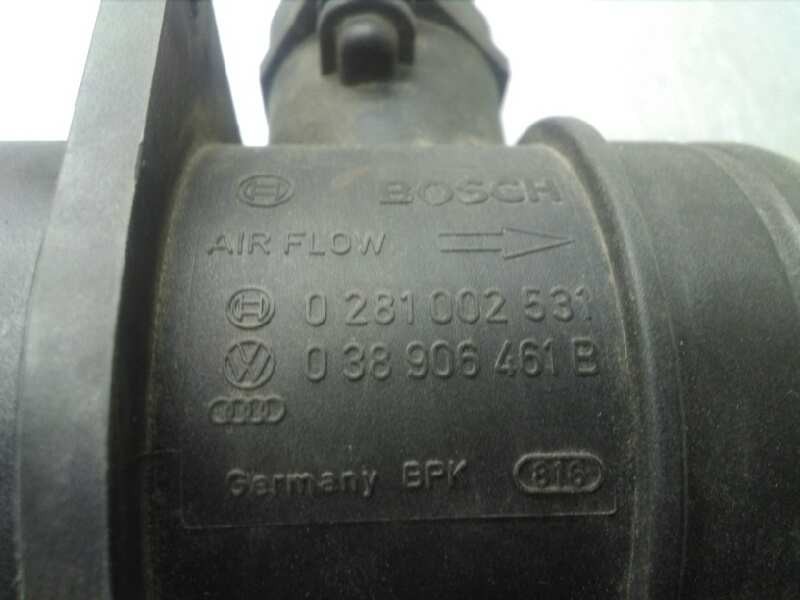 BOSCH
AIR FLOW
0 281 002 531
0 38 906 461 B
Germany BPK 816